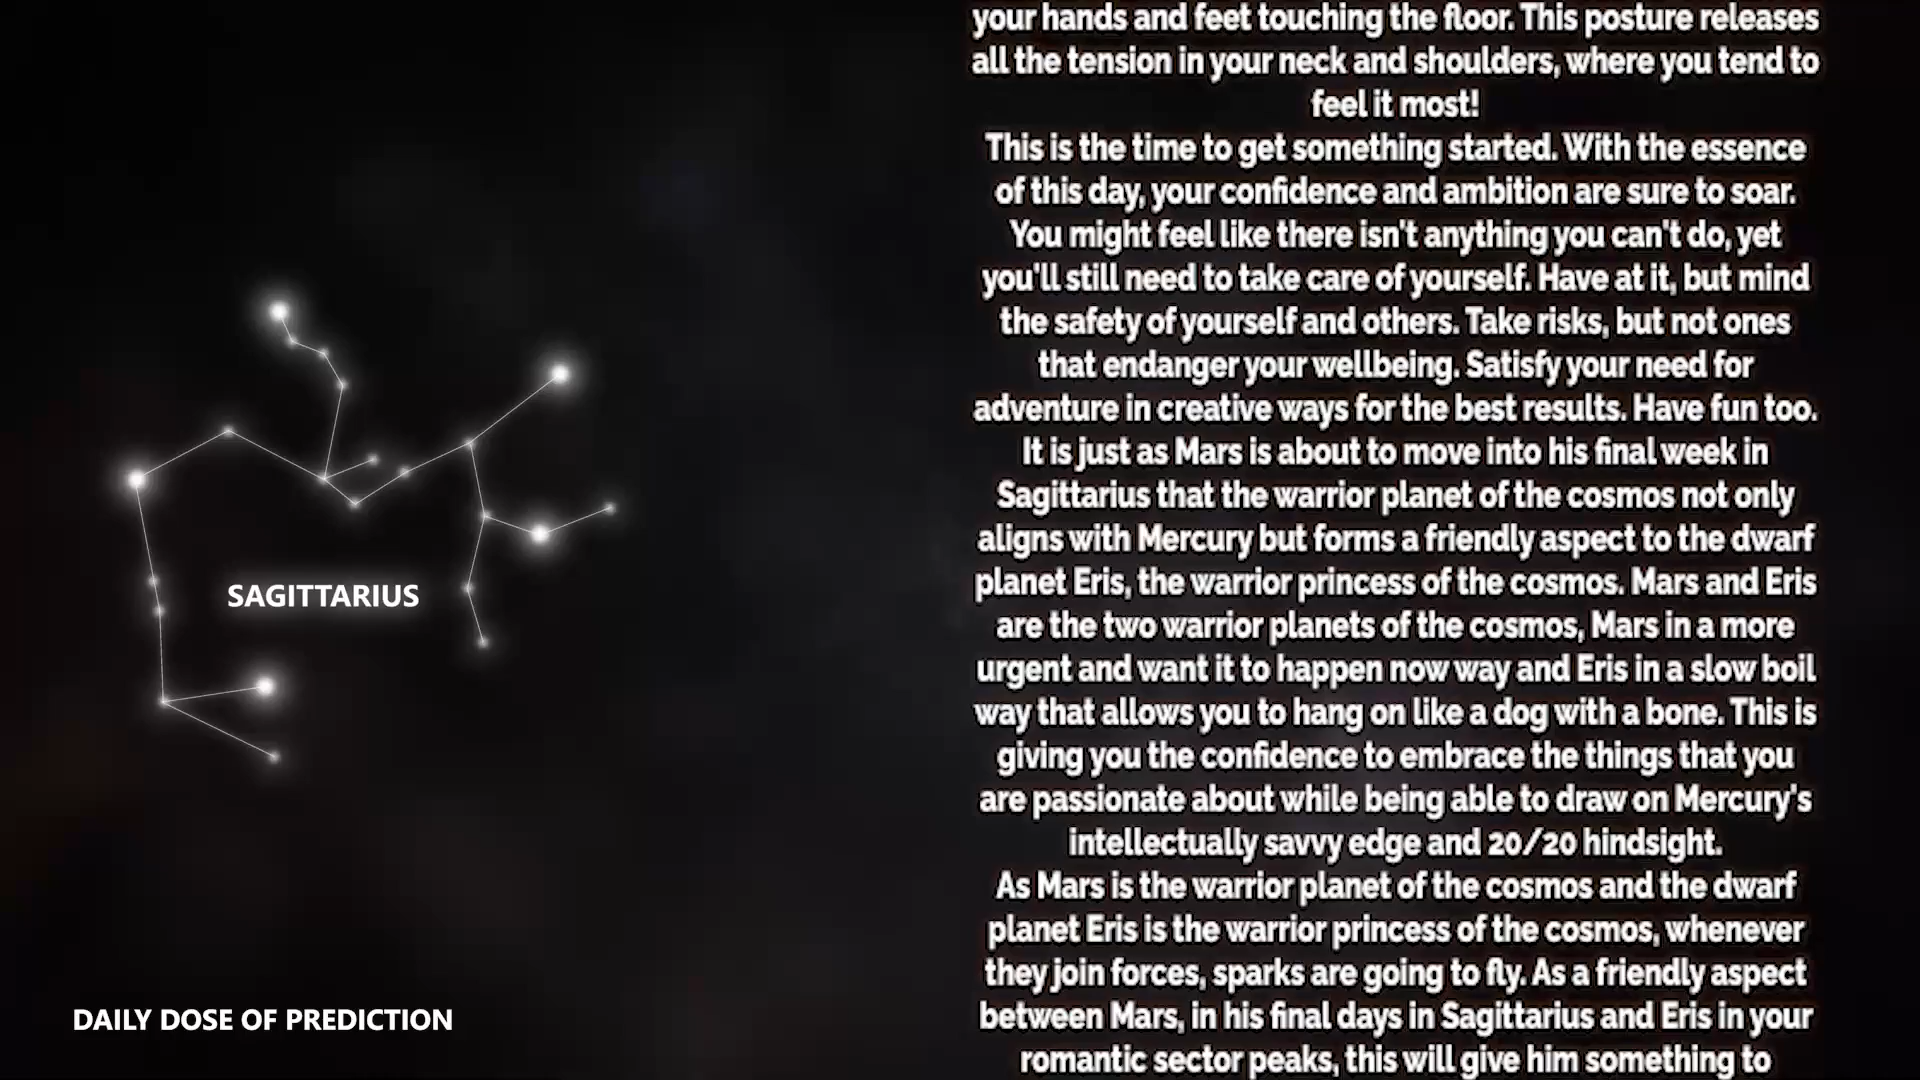 your hands and feet touching the floor. This posture releases
all the tension in your neck and shoulders, where you tend to
feel it most!
This is the time to get something started. With the essence
of this day, your confidence and ambition are sure to soar.
You might feel like there isn't anything you can't do, yet
you'll still need to take care of yourself. Have at it, but mind
the safety of yourself and others. Take risks, but not ones
that endanger your wellbeing. Satisfy your need for
adventure in creative ways for the best results. Have fun too.
It is just as Mars is about to move into his final week in
Sagittarius that the warrior planet of the cosmos not only
aligns with Mercury but forms a friendly aspect to the dwarf
planet Eris, the warrior princess of the cosmos. Mars and Eris
are the two warrior planets of the cosmos, Mars in a more
urgent and want it to happen now way and Eris in a slow boil
way that allows you to hang on like a dog with a bone. This is
giving you the confidence to embrace the things that you
are passionate about while being able to draw on Mercury's
intellectually savvy edge and 20/20 hindsight.
As Mars is the warrior planet of the cosmos and the dwarf
planet Eris is the warrior princess of the cosmos, whenever
they join forces, sparks are going to fly. As a friendly aspect
between Mars, in his final days in Sagittarius and Eris in your
romantic sector peaks, this will give him something to
SAGITTARIUS
DAILY DOSE OF PREDICTION